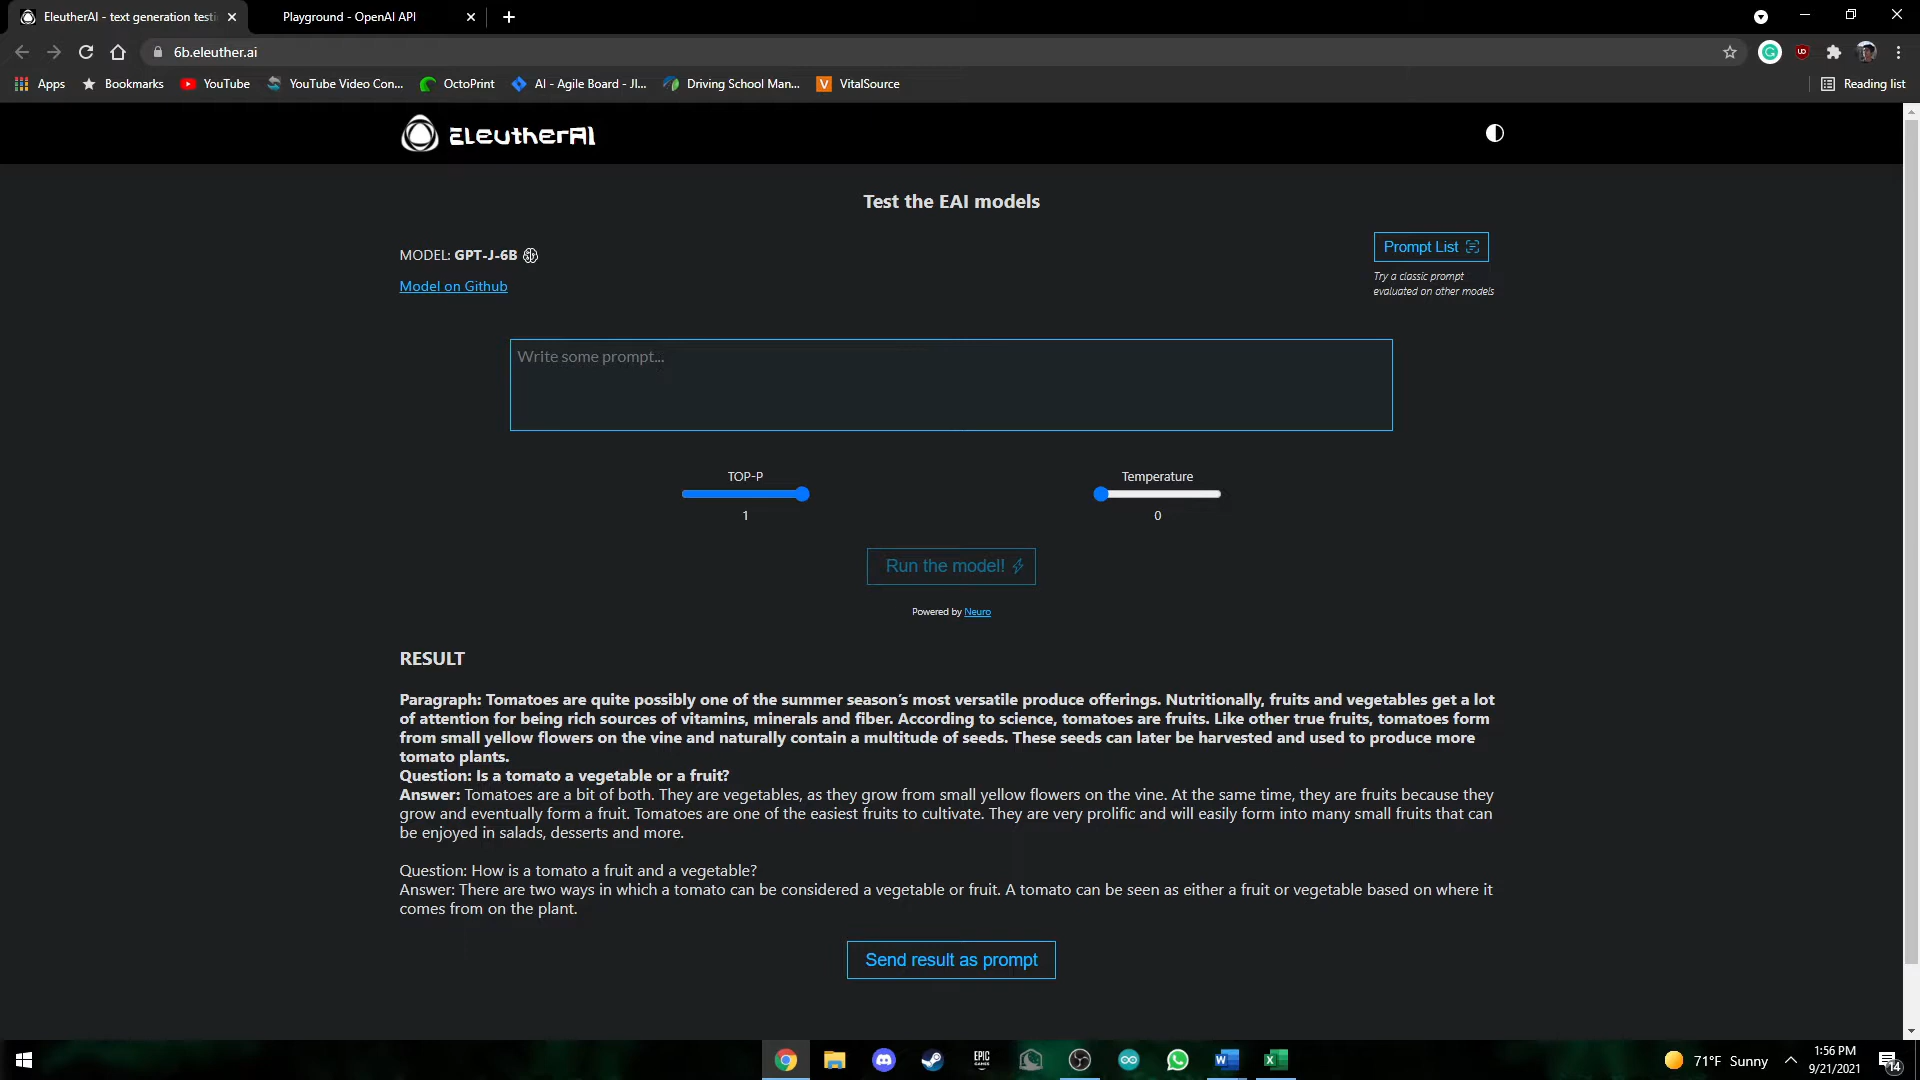 EleutherAI - text generation testi
Playground - OpenAI API
6b.eleuther.ai
Apps
Bookmarks
YouTube
YouTube Video Con...
OctoPrint
AI - Agile Board - JI...
Driving School Man...
VitalSource
Reading list
EleutherAI
Test the EAI models
MODEL: GPT-J-6B
Prompt List
Model on Github
Try a classic prompt
evaluated on other models
Write some prompt...
TOP-P
Temperature
1
0
Run the model!
Powered by Neuro
RESULT
Paragraph: Tomatoes are quite possibly one of the summer season’s most versatile produce offerings. Nutritionally, fruits and vegetables get a lot
of attention for being rich sources of vitamins, minerals and fiber. According to science, tomatoes are fruits. Like other true fruits, tomatoes form
from small yellow flowers on the vine and naturally contain a multitude of seeds. These seeds can later be harvested and used to produce more
tomato plants.
Question: Is a tomato a vegetable or a fruit?
Answer: Tomatoes are a bit of both. They are vegetables, as they grow from small yellow flowers on the vine. At the same time, they are fruits because they
grow and eventually form a fruit. Tomatoes are one of the easiest fruits to cultivate. They are very prolific and will easily form into many small fruits that can
be enjoyed in salads, desserts and more.
Question: How is a tomato a fruit and a vegetable?
Answer: There are two ways in which a tomato can be considered a vegetable or fruit. A tomato can be seen as either a fruit or vegetable based on where it
comes from on the plant.
Send result as prompt
EPIC
GAMES
71°F Sunny
1:56 PM
9/21/2021
14